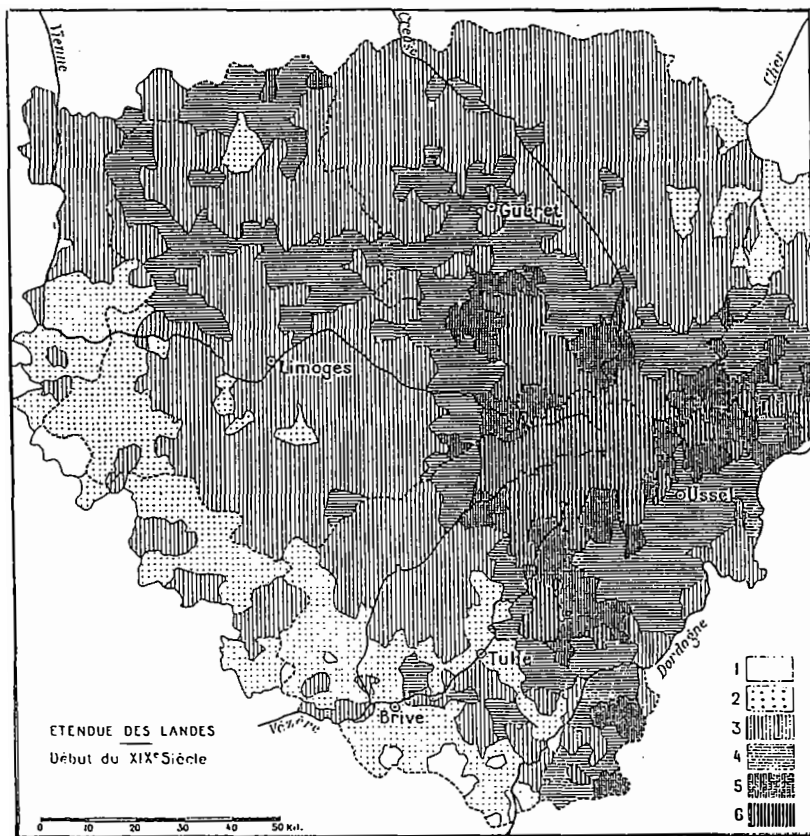 Vienne
Creuse
Cher
Guéret
Limoges
Ussel
Dordogne
Tulle
Brive
Vézère
ETENDUE DES LANDES
Début du XIXe Siècle
0 10 20 30 40 50 Kil.
1
2
3
4
5
6